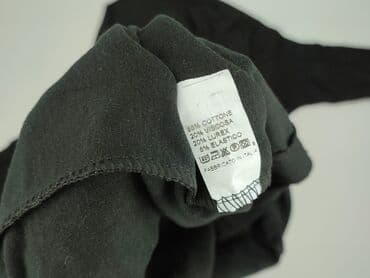 55% COTTONE
20% VISCOSA
20% LUREX
5% ELASTICO
FABBRICATO IN ITALIA